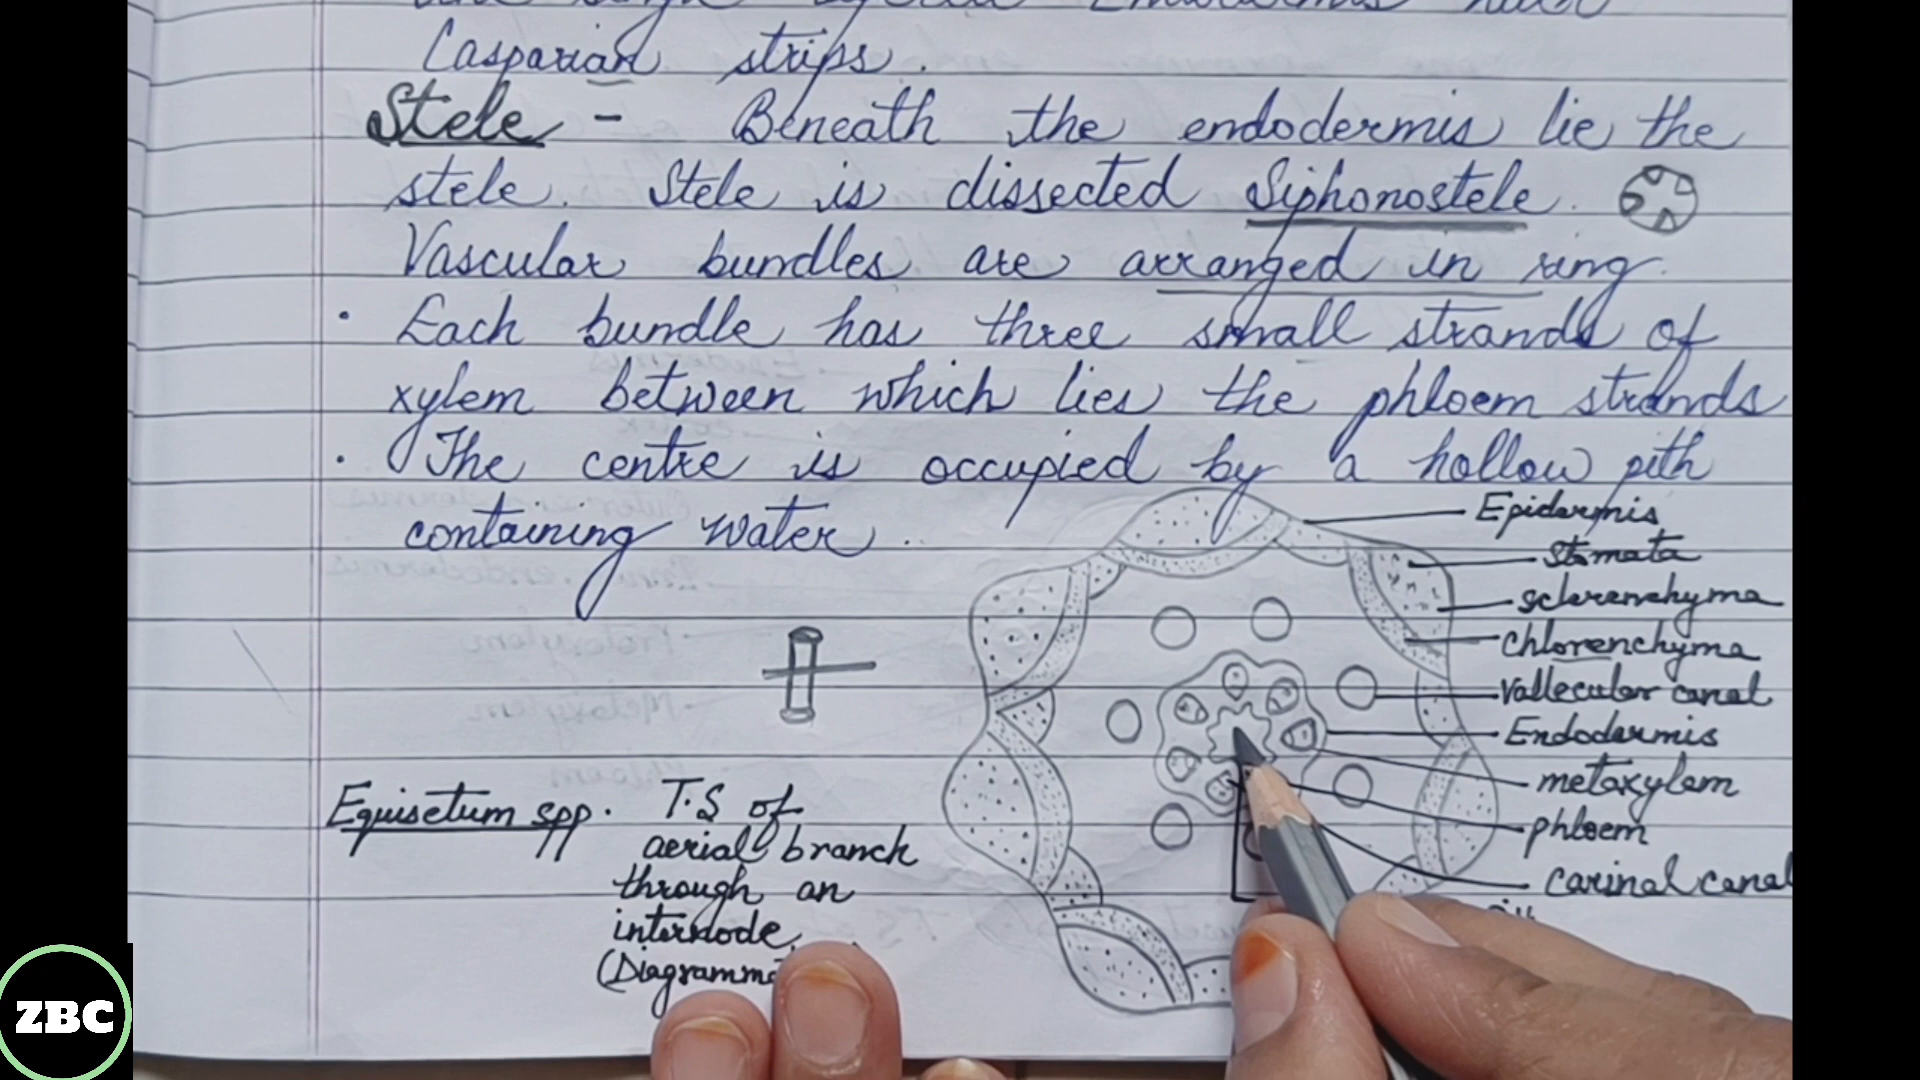 Casparian strips.
Stele - Beneath the endodermis lie the
stele. Stele is dissected Siphonostele.
Vascular bundles are arranged in ring.
. Each bundle has three small strands of
xylem between which lies the phloem strands
. The centre is occupied by a hollow pith
containing water.
Epidermis
Stomata
sclerenchyma
chlorenchyma
vallecular canal
Endodermis
metaxylem
phloem
carinal canal
Equisetum spp. T.S of
aerial branch
through an
internode.
ZBC